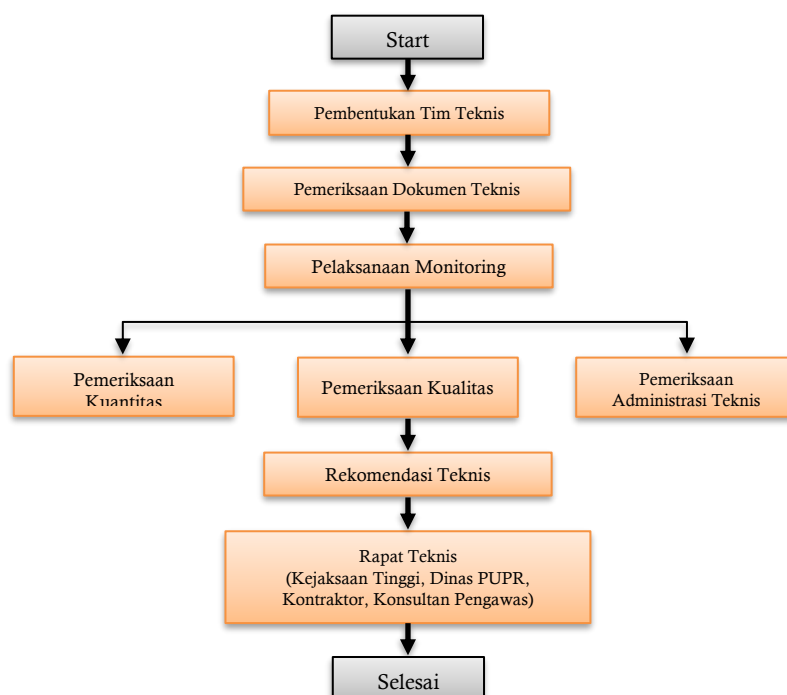 Start
Pembentukan Tim Teknis
Pemeriksaan Dokumen Teknis
Pelaksanaan Monitoring
Pemeriksaan
Kuantitas
Pemeriksaan Kualitas
Pemeriksaan
Administrasi Teknis
Rekomendasi Teknis
Rapat Teknis
(Kejaksaan Tinggi, Dinas PUPR,
Kontraktor, Konsultan Pengawas)
Selesai